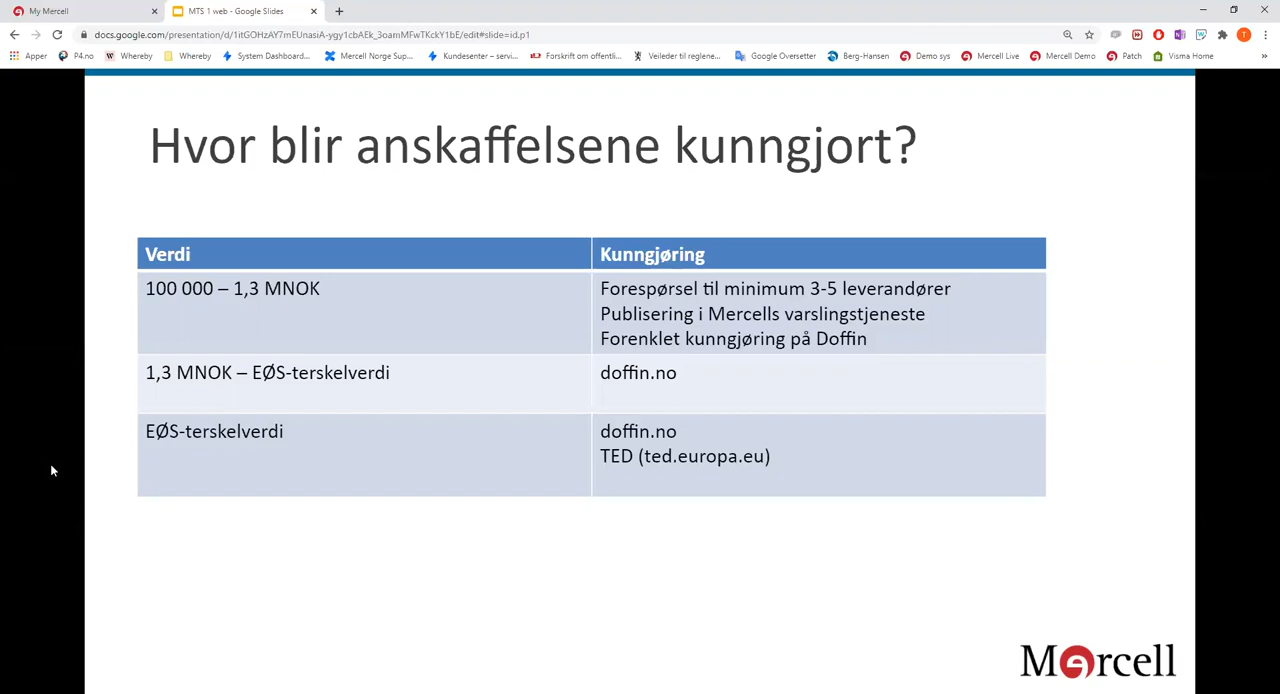 My Mercell
MTS 1 web - Google Slides
docs.google.com/presentation/d/1itGOHzAY7mEUnasiA-ygy1cbAEk_3oamMFwTKckY1bE/edit#slide=id.p1
Apper P4.no Whereby Whereby System Dashboard... Mercell Norge Sup... Kundesenter – servi... Forskrift om offentli... Veileder til reglene... Google Oversetter Berg-Hansen Demo sys Mercell Live Mercell Demo Patch Visma Home »
Hvor blir anskaffelsene kunngjort?
Verdi Kunngjøring
100 000 – 1,3 MNOK Forespørsel til minimum 3-5 leverandører
Publisering i Mercells varslingstjeneste
Forenklet kunngjøring på Doffin
1,3 MNOK – EØS-terskelverdi doffin.no
EØS-terskelverdi doffin.no
TED (ted.europa.eu)
Mercell